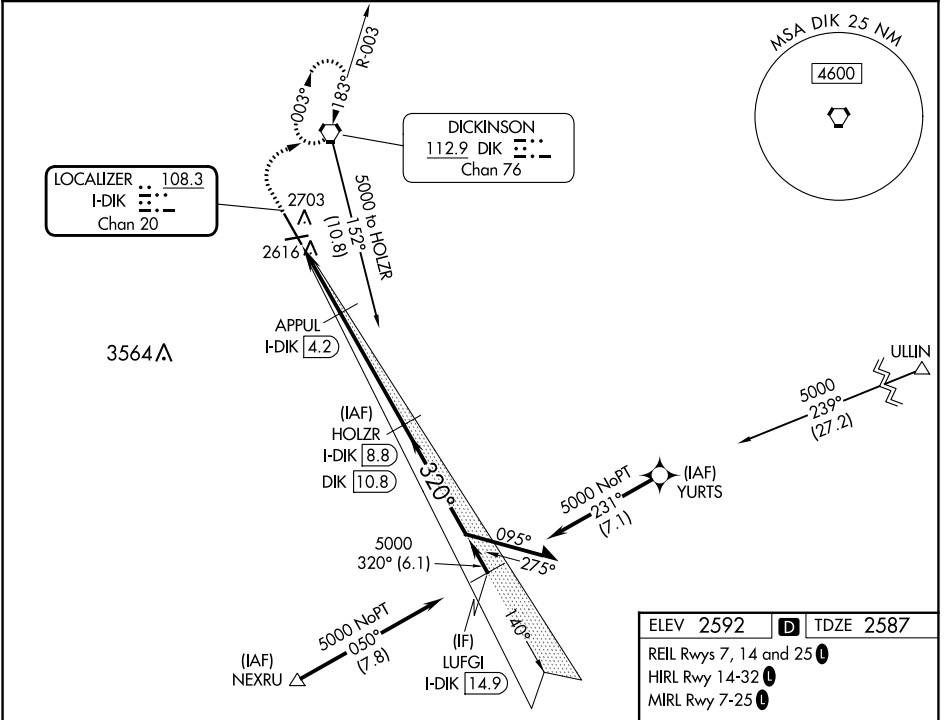 MSA DIK 25 NM
4600
R-003
183°
003°
DICKINSON
112.9 DIK
Chan 76
LOCALIZER 108.3
I-DIK
Chan 20
5000 to HOLZR
152°
(10.8)
2703
2616
APPUL
I-DIK 4.2
3564
ULLIN
5000
239°
(27.2)
(IAF)
HOLZR
I-DIK 8.8
DIK 10.8
320°
(IAF)
YURTS
5000 NoPT
231°
(7.1)
095°
275°
5000
320° (6.1)
140°
5000 NoPT
050°
(7.8)
(IAF)
NEXRU
(IF)
LUFGI
I-DIK 14.9
ELEV 2592 D TDZE 2587
REIL Rwys 7, 14 and 25 L
HIRL Rwy 14-32 L
MIRL Rwy 7-25 L